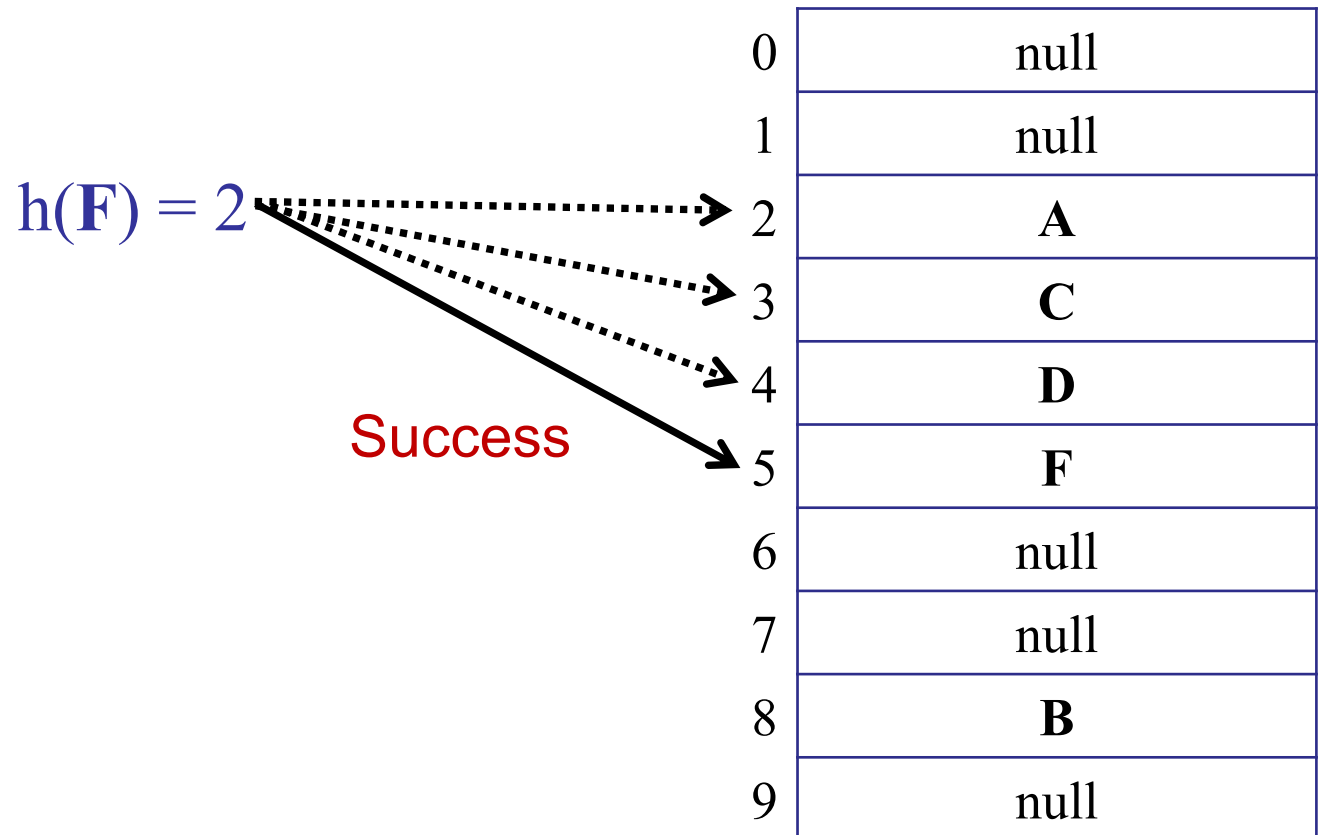 0 null
1 null
h(F) = 2
2 A
3 C
4 D
Success
5 F
6 null
7 null
8 B
9 null